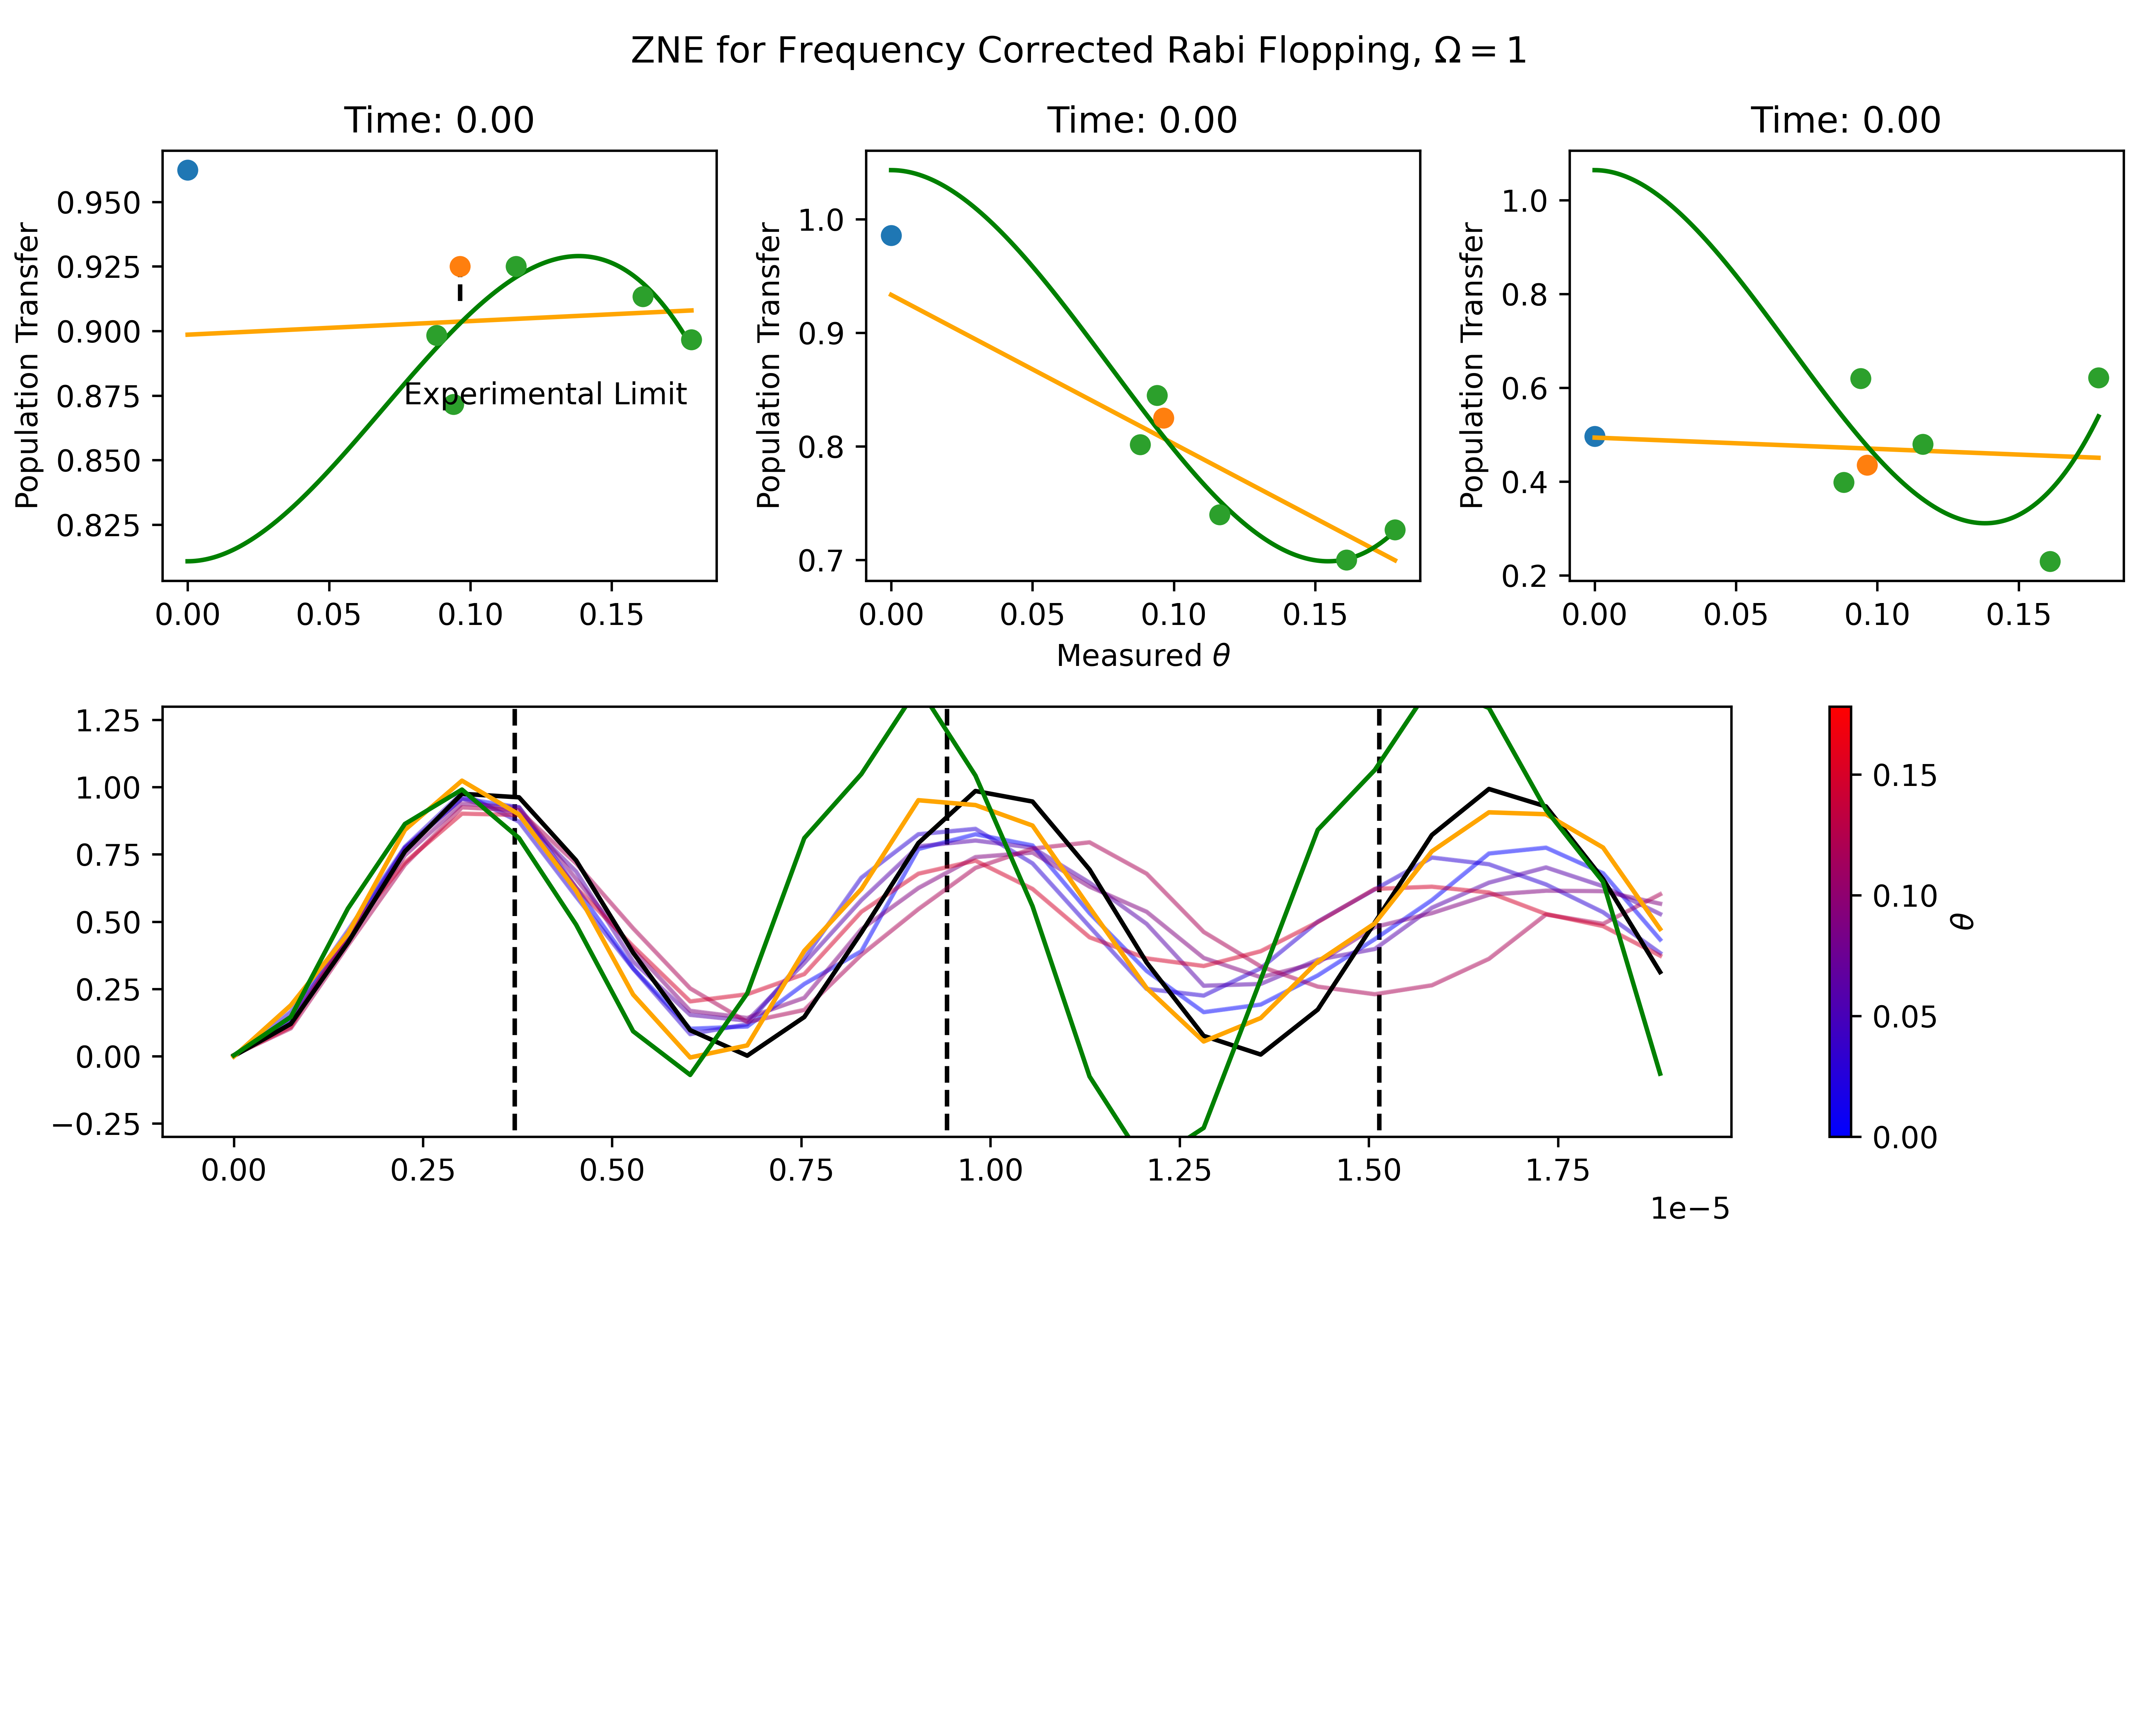 ZNE for Frequency Corrected Rabi Flopping, Ω = 1
Time: 0.00
Time: 0.00
Time: 0.00
Population Transfer
0.950
0.925
0.900
0.875
0.850
0.825
Experimental Limit
0.00 0.05 0.10 0.15
Population Transfer
1.0
0.9
0.8
0.7
0.00 0.05 0.10 0.15
Measured θ
Population Transfer
1.0
0.8
0.6
0.4
0.2
0.00 0.05 0.10 0.15
1.25
1.00
0.75
0.50
0.25
0.00
−0.25
0.00 0.25 0.50 0.75 1.00 1.25 1.50 1.75
1e−5
0.15
0.10
0.05
0.00
θ